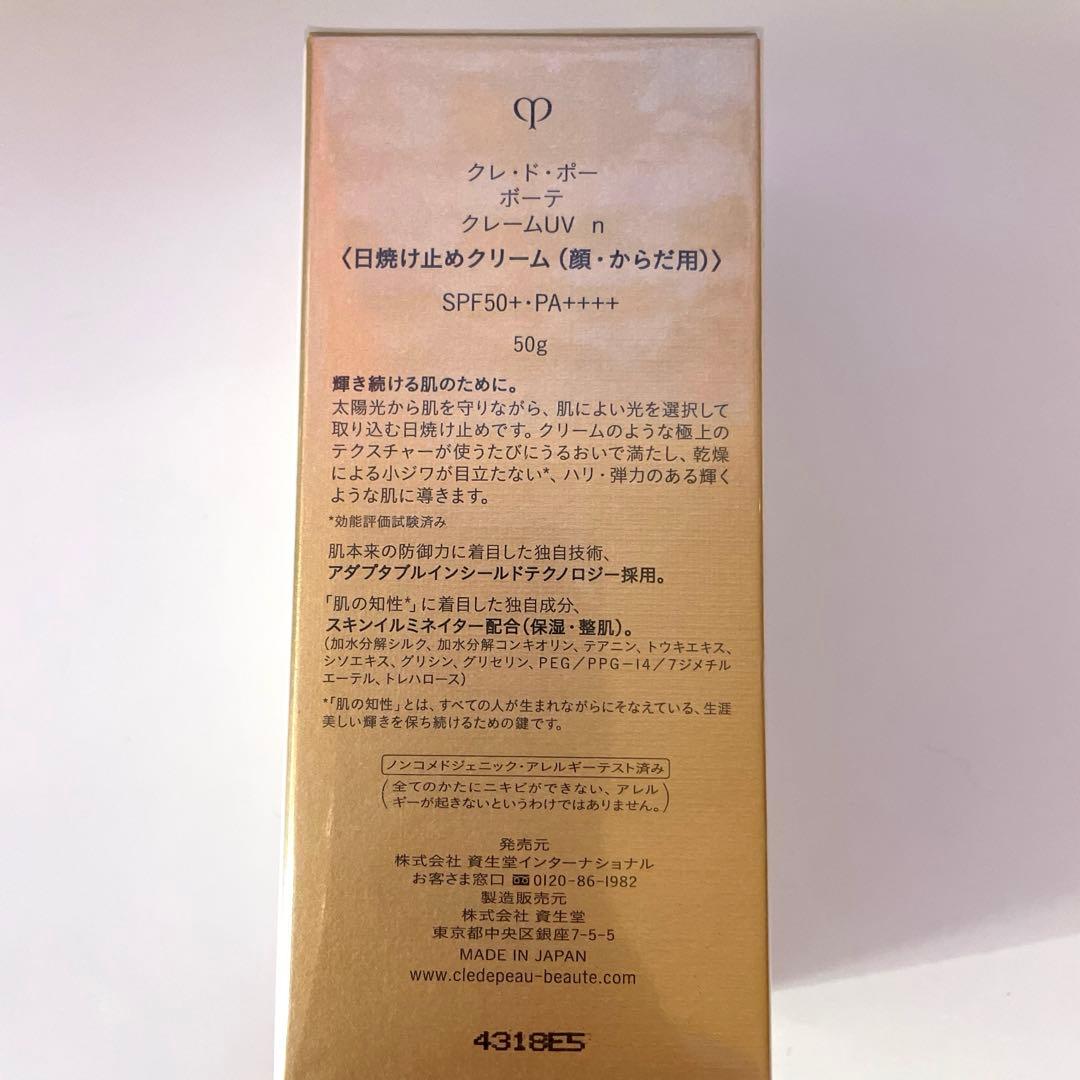 クレ・ド・ポー
ボーテ
クレームUV n
〈日焼け止めクリーム（顔・からだ用）〉
SPF50+・PA++++
50g
輝き続ける肌のために。
太陽光から肌を守りながら、肌によい光を選択して
取り込む日焼け止めです。クリームのような極上の
テクスチャーが使うたびにうるおいで満たし、乾燥
による小ジワが目立たない*、ハリ・弾力のある輝く
ような肌に導きます。
*効能評価試験済み
肌本来の防御力に着目した独自技術、
アダプタブルインシールドテクノロジー採用。
「肌の知性*」に着目した独自成分、
スキンイルミネイター配合（保湿・整肌）。
（加水分解シルク、加水分解コンキオリン、テアニン、トウキエキス、
シソエキス、グリシン、グリセリン、PEG／PPG－14／7ジメチル
エーテル、トレハロース）
*「肌の知性」とは、すべての人が生まれながらにそなえている、生涯
美しい輝きを保ち続けるための鍵です。
ノンコメドジェニック・アレルギーテスト済み
（全てのかたにニキビができない、アレル
ギーが起きないというわけではありません。）
発売元
株式会社 資生堂インターナショナル
お客さま窓口 0120-86-1982
製造販売元
株式会社 資生堂
東京都中央区銀座7-5-5
MADE IN JAPAN
www.cledepeau-beaute.com
4318E5